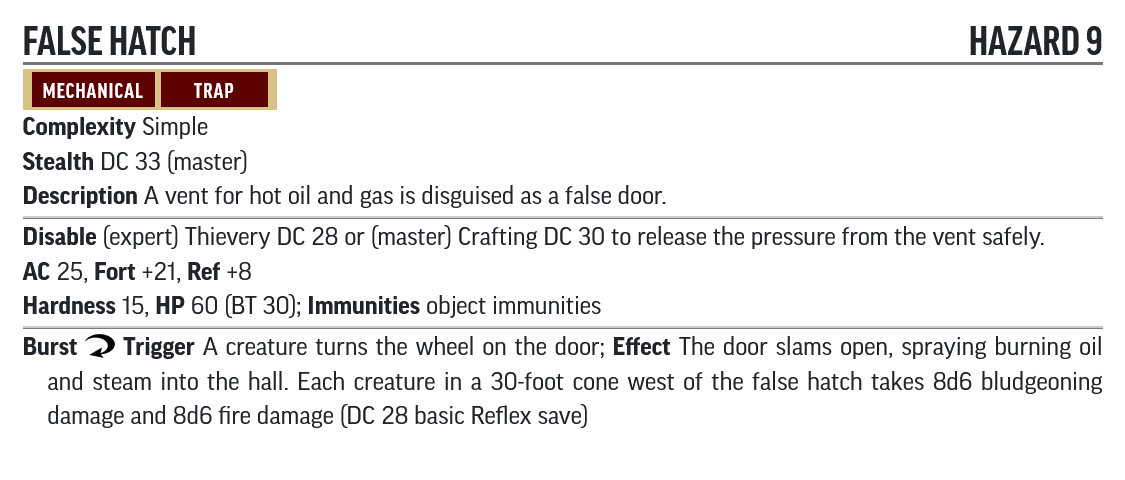 FALSE HATCH HAZARD 9
MECHANICAL TRAP
Complexity Simple
Stealth DC 33 (master)
Description A vent for hot oil and gas is disguised as a false door.
Disable (expert) Thievery DC 28 or (master) Crafting DC 30 to release the pressure from the vent safely.
AC 25, Fort +21, Ref +8
Hardness 15, HP 60 (BT 30); Immunities object immunities
Burst Trigger A creature turns the wheel on the door; Effect The door slams open, spraying burning oil
and steam into the hall. Each creature in a 30-foot cone west of the false hatch takes 8d6 bludgeoning
damage and 8d6 fire damage (DC 28 basic Reflex save)